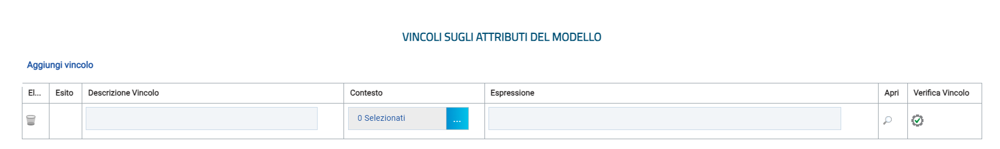 VINCOLI SUGLI ATTRIBUTI DEL MODELLO
Aggiungi vincolo
El... Esito Descrizione Vincolo Contesto Espressione Apri Verifica Vincolo
0 Selezionati ...